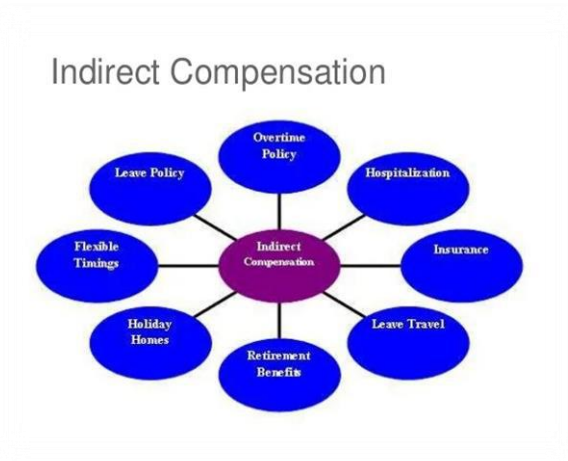 Indirect Compensation
Overtime
Policy
Leave Policy
Hospitalization
Flexible
Timings
Indirect
Compensation
Insurance
Holiday
Homes
Leave Travel
Retirement
Benefits